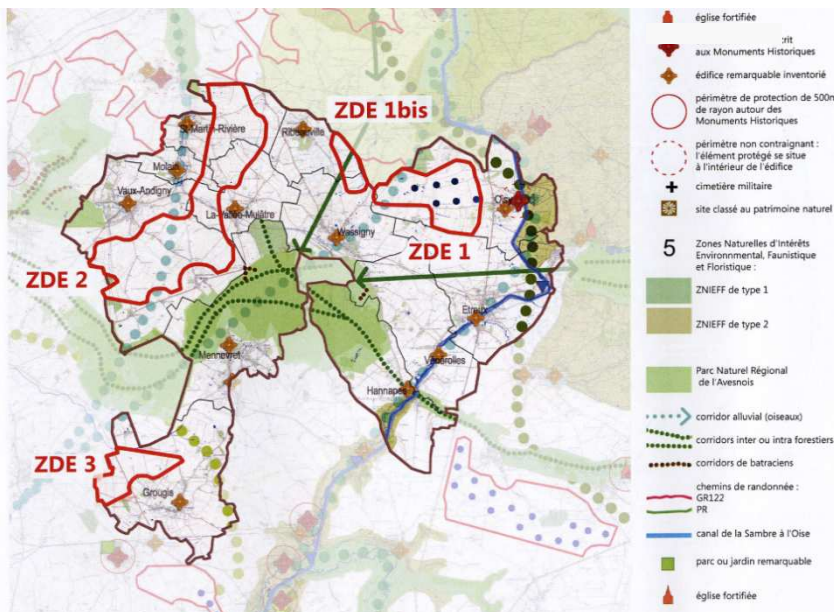 ZDE 1bis
St-Martin-Rivière
Ribeauville
Molain
Vaux-Andigny
La-Vallée-Mulâtre
Wassigny
Oisy
ZDE 1
ZDE 2
Etreux
Mennevret
Vénérolles
Hannapes
ZDE 3
Grougis
église fortifiée
crit
aux Monuments Historiques
édifice remarquable inventorié
périmètre de protection de 500m
de rayon autour des
Monuments Historiques
périmètre non contraignant :
l'élément protégé se situe
à l'intérieur de l'édifice
cimetière militaire
site classé au patrimoine naturel
5 Zones Naturelles d'Intérêts
Environnemental, Faunistique
et Floristique :
ZNIEFF de type 1
ZNIEFF de type 2
Parc Naturel Régional
de l'Avesnois
corridor alluvial (oiseaux)
corridors inter ou intra forestiers
corridors de batraciens
chemins de randonnée :
GR122
PR
canal de la Sambre à l'Oise
parc ou jardin remarquable
église fortifiée